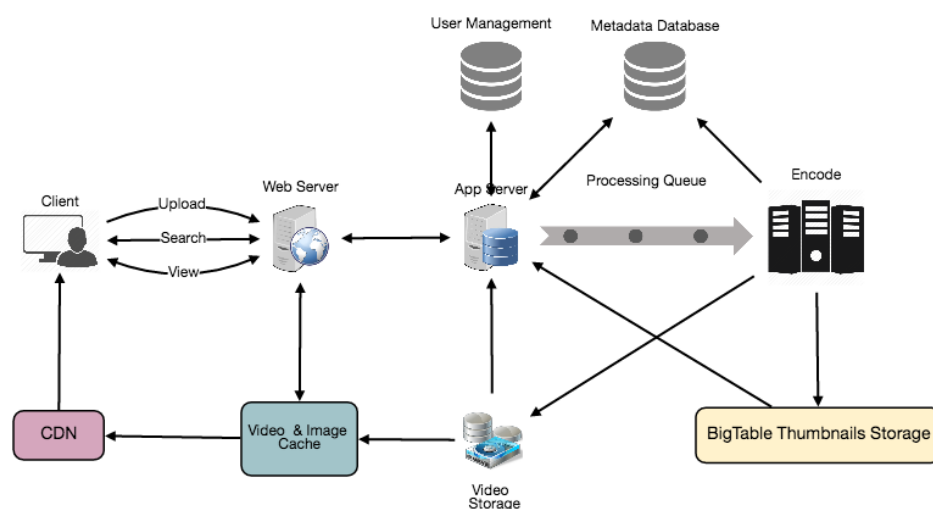 User Management
Metadata Database
Client
Upload
Web Server
App Server
Processing Queue
Encode
Search
View
CDN
Video & Image
Cache
BigTable Thumbnails Storage
Video
Storage